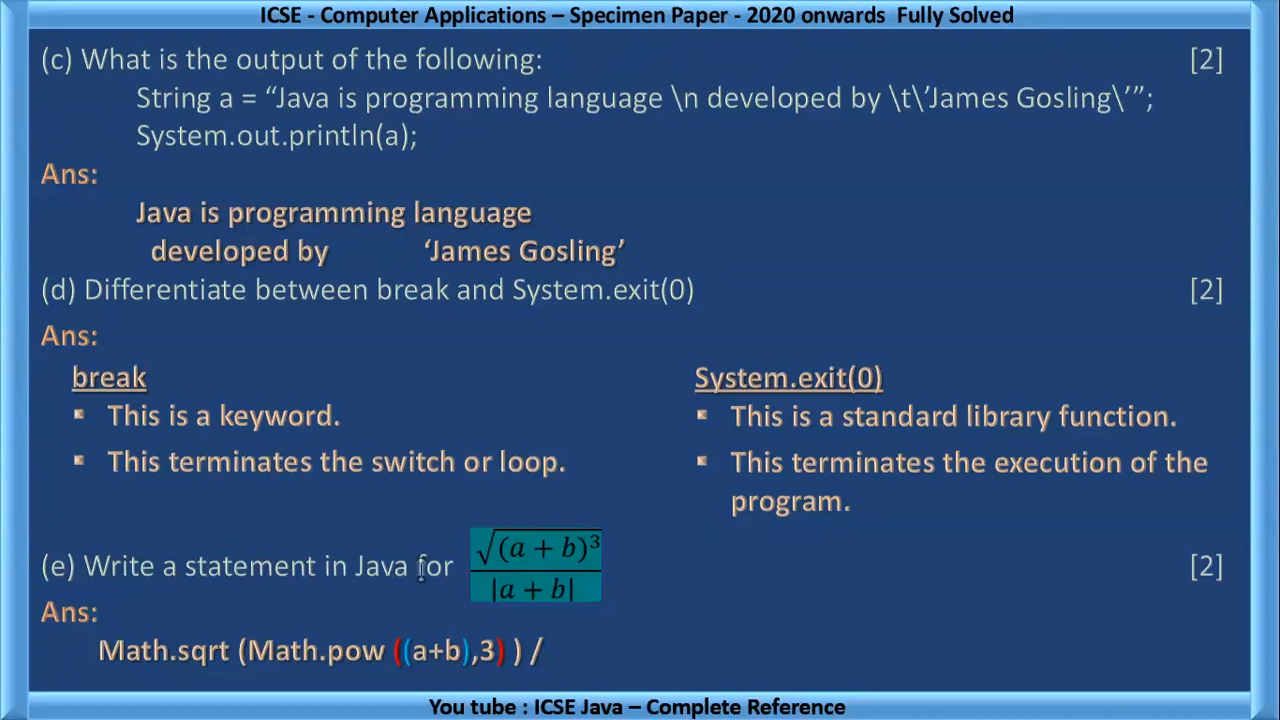 ICSE - Computer Applications – Specimen Paper - 2020 onwards Fully Solved
(c) What is the output of the following: [2]
String a = “Java is programming language \n developed by \t\’James Gosling\’”;
System.out.println(a);
Ans:
Java is programming language
developed by ‘James Gosling’
(d) Differentiate between break and System.exit(0) [2]
Ans:
break System.exit(0)
▪ This is a keyword. ▪ This is a standard library function.
▪ This terminates the switch or loop. ▪ This terminates the execution of the
program.
(e) Write a statement in Java for √(a + b)³ / |a + b| [2]
Ans:
Math.sqrt (Math.pow ((a+b),3) ) /
You tube : ICSE Java – Complete Reference